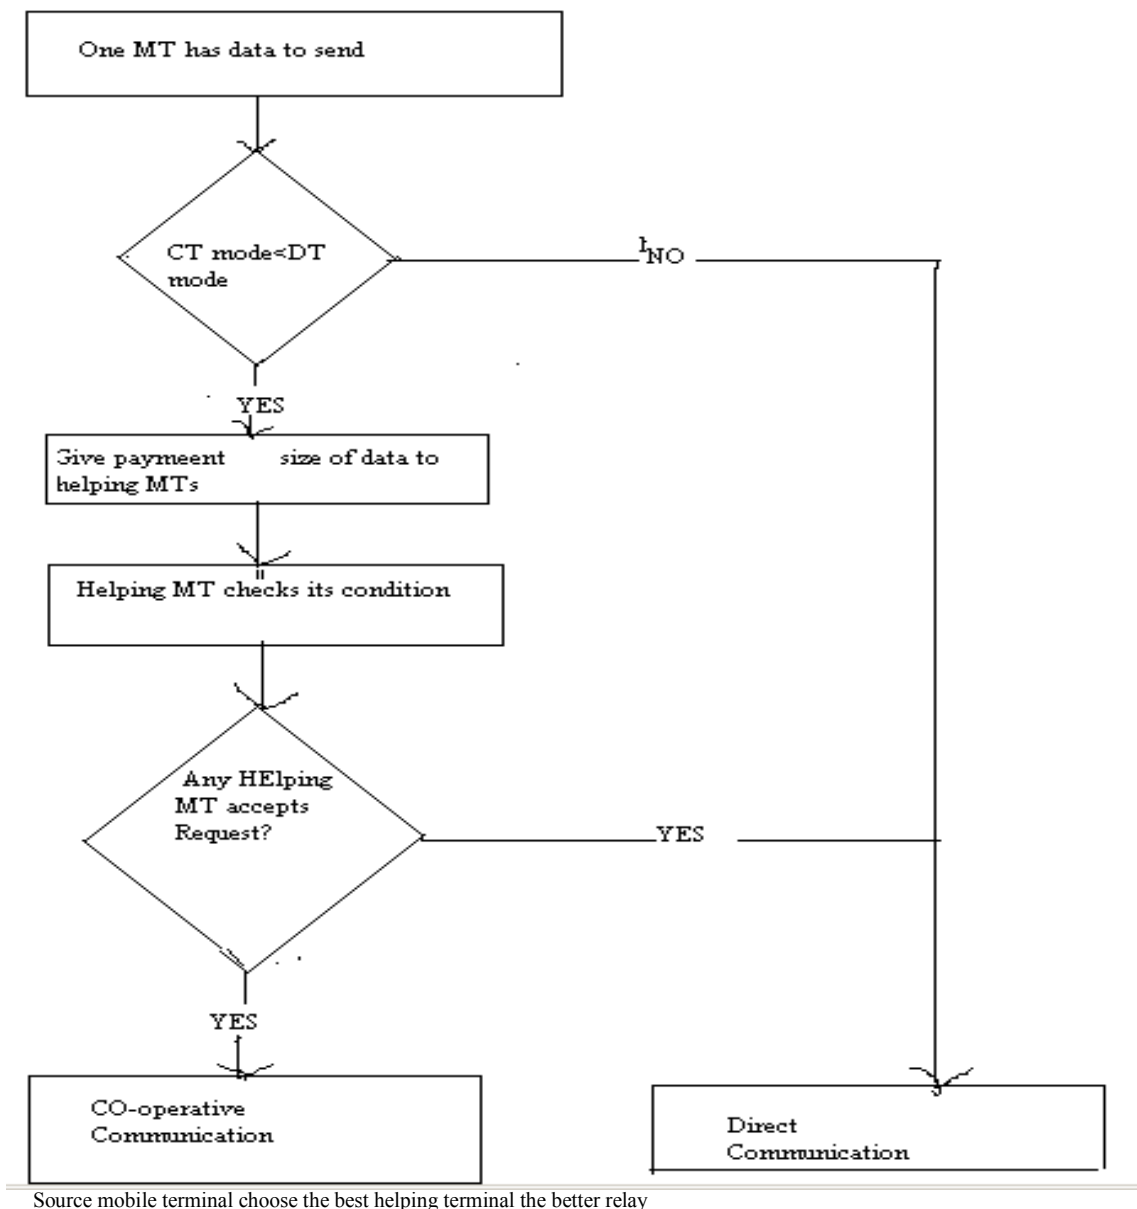 One MT has data to send
CT mode<DT
mode
NO
YES
Give paymeent size of data to
helping MTs
Helping MT checks its condition
Any HElping
MT accepts
Request?
YES
YES
CO-operative
Communication
Direct
Communication
Source mobile terminal choose the best helping terminal the better relay